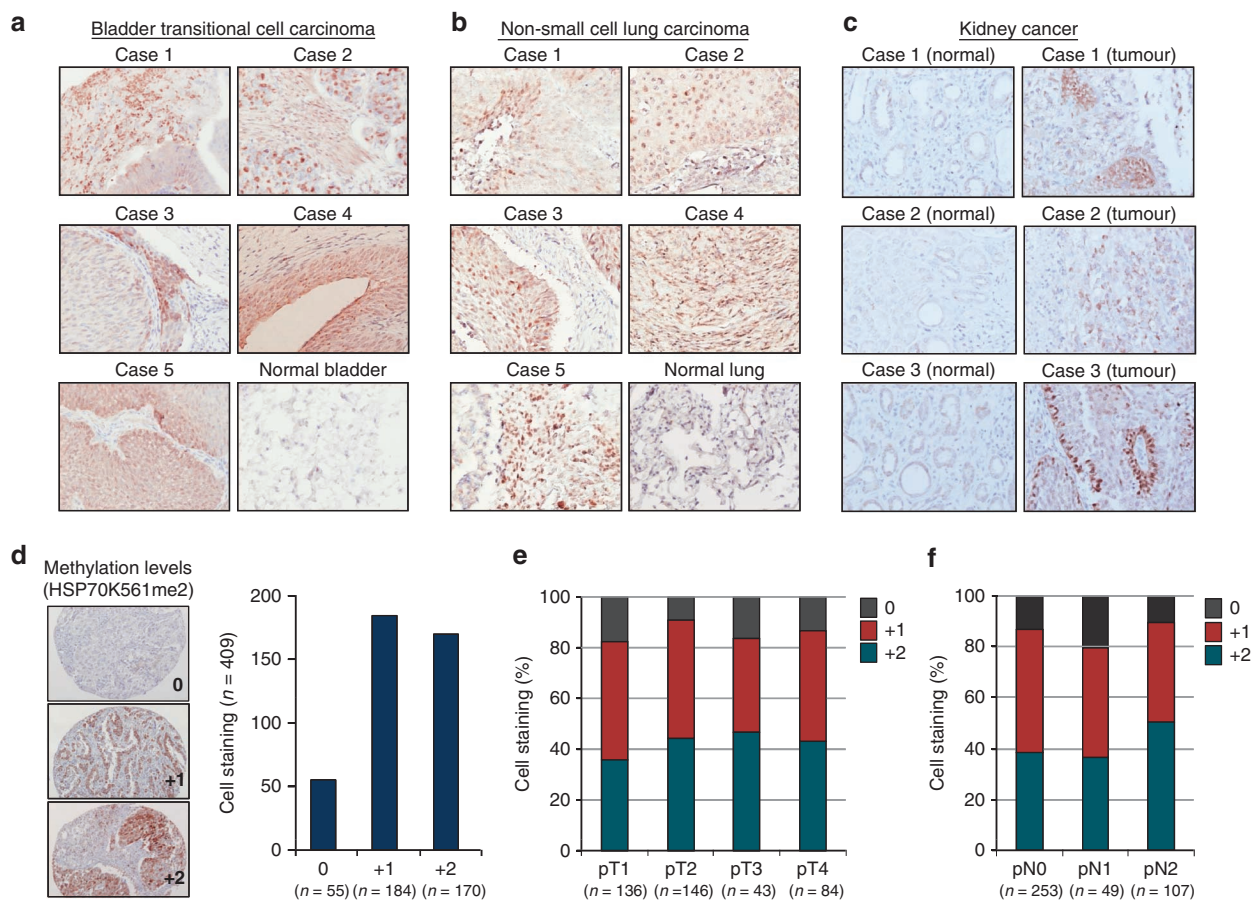 a
Bladder transitional cell carcinoma
Case 1
Case 2
Case 3
Case 4
Case 5
Normal bladder
b
Non-small cell lung carcinoma
Case 1
Case 2
Case 3
Case 4
Case 5
Normal lung
c
Kidney cancer
Case 1 (normal)
Case 1 (tumour)
Case 2 (normal)
Case 2 (tumour)
Case 3 (normal)
Case 3 (tumour)
d
Methylation levels
(HSP70K561me2)
0
+1
+2
Cell staining (n = 409)
200
150
100
50
0
0
+1
+2
(n = 55)
(n = 184)
(n = 170)
e
Cell staining (%)
100
80
60
40
20
0
pT1
pT2
pT3
pT4
(n = 136)
(n =146)
(n = 43)
(n = 84)
0
+1
+2
f
Cell staining (%)
100
80
60
40
20
0
pN0
pN1
pN2
(n = 253)
(n = 49)
(n = 107)
0
+1
+2